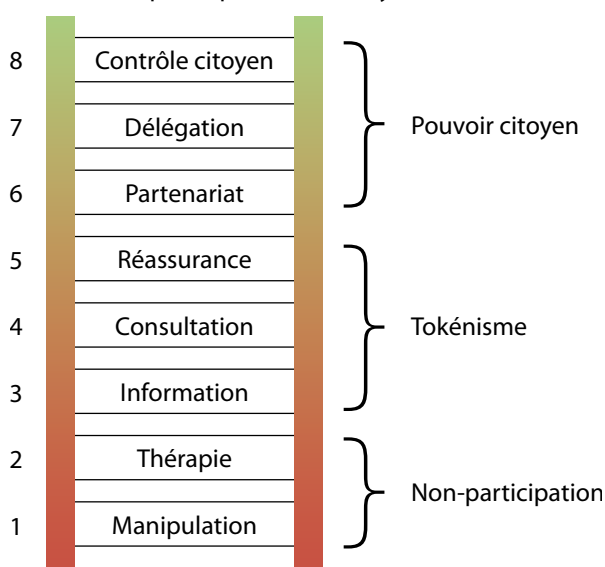 8 Contrôle citoyen
7 Délégation
Pouvoir citoyen
6 Partenariat
5 Réassurance
4 Consultation
Tokénisme
3 Information
2 Thérapie
Non-participation
1 Manipulation